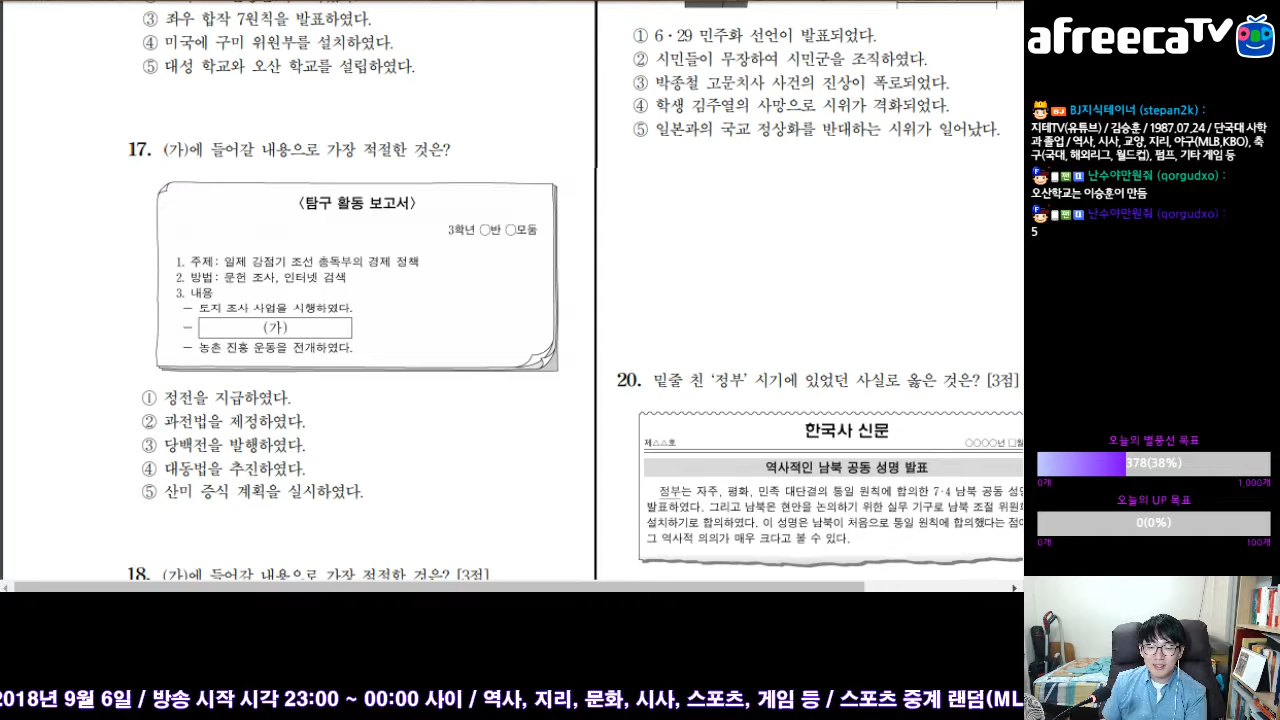 ③ 좌우 합작 7원칙을 발표하였다.
④ 미국에 구미 위원부를 설치하였다.
⑤ 대성 학교와 오산 학교를 설립하였다.
17. (가)에 들어갈 내용으로 가장 적절한 것은?
〈탐구 활동 보고서〉
3학년 ○반 ○모둠
1. 주제: 일제 강점기 조선 총독부의 경제 정책
2. 방법: 문헌 조사, 인터넷 검색
3. 내용
- 토지 조사 사업을 시행하였다.
- (가)
- 농촌 진흥 운동을 전개하였다.
① 정전을 지급하였다.
② 과전법을 제정하였다.
③ 당백전을 발행하였다.
④ 대동법을 추진하였다.
⑤ 산미 증식 계획을 실시하였다.
18. (가)에 들어갈 내용으로 가장 적절한 것은? [3점]
① 6·29 민주화 선언이 발표되었다.
② 시민들이 무장하여 시민군을 조직하였다.
③ 박종철 고문치사 사건의 진상이 폭로되었다.
④ 학생 김주열의 사망으로 시위가 격화되었다.
⑤ 일본과의 국교 정상화를 반대하는 시위가 일어났다.
20. 밑줄 친 ‘정부’ 시기에 있었던 사실로 옳은 것은? [3점]
한국사 신문
제△△호
○○○○년 □월
역사적인 남북 공동 성명 발표
정부는 자주, 평화, 민족 대단결의 통일 원칙에 합의한 7·4 남북 공동 성명
발표하였다. 그리고 남북은 현안을 논의하기 위한 실무 기구로 남북 조절 위원
설치하기로 합의하였다. 이 성명은 남북이 처음으로 통일 원칙에 합의했다는 점에
그 역사적 의의가 매우 크다고 볼 수 있다.
afreecaTV
BJ지식테이너 (stepan2k) :
지테TV(유튜브) / 김승훈 / 1987.07.24 / 단국대 사학
과 졸업 / 역사, 시사, 교양, 지리, 야구(MLB,KBO), 축
구(국대, 해외리그, 월드컵), 펌프, 기타 게임 등
난수야만원줘 (qorgudxo) :
오산학교는 이승훈이 만듬
난수야만원줘 (qorgudxo) :
5
오늘의 별풍선 목표
378(38%)
0개
1,000개
오늘의 UP 목표
0(0%)
0개
100개
2018년 9월 6일 / 방송 시작 시각 23:00 ~ 00:00 사이 / 역사, 지리, 문화, 시사, 스포츠, 게임 등 / 스포츠 중계 랜덤(ML